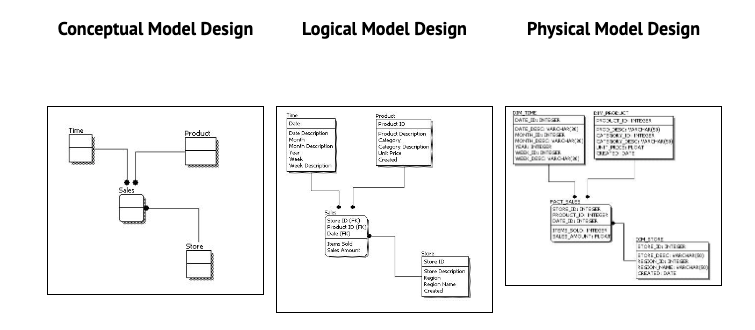 Conceptual Model Design
Logical Model Design
Physical Model Design
Time
Product
Sales
Store
Time
Date
Date Description
Month
Month Description
Year
Week
Week Description
Product
Product ID
Product Description
Category
Category Description
Unit Price
Created
Sales
Store ID (FK)
Product ID (FK)
Date (FK)
Items Sold
Sales Amount
Store
Store ID
Store Description
Region
Region Name
Created
DIM_TIME
DATE_ID: INTEGER
DATE_DESC: VARCHAR(30)
MONTH_ID: INTEGER
MONTH_DESC: VARCHAR(30)
YEAR: INTEGER
WEEK_ID: INTEGER
WEEK_DESC: VARCHAR(30)
DIM_PRODUCT
PRODUCT_ID: INTEGER
PROD_DESC: VARCHAR(50)
CATEGORY_ID: INTEGER
CATEGORY_DESC: VARCHAR(50)
UNIT_PRICE: FLOAT
CREATED: DATE
FACT_SALES
STORE_ID: INTEGER
PRODUCT_ID: INTEGER
DATE_ID: INTEGER
ITEMS_SOLD: INTEGER
SALES_AMOUNT: FLOAT
DIM_STORE
STORE_ID: INTEGER
STORE_DESC: VARCHAR(50)
REGION_ID: INTEGER
REGION_NAME: VARCHAR(50)
CREATED: DATE